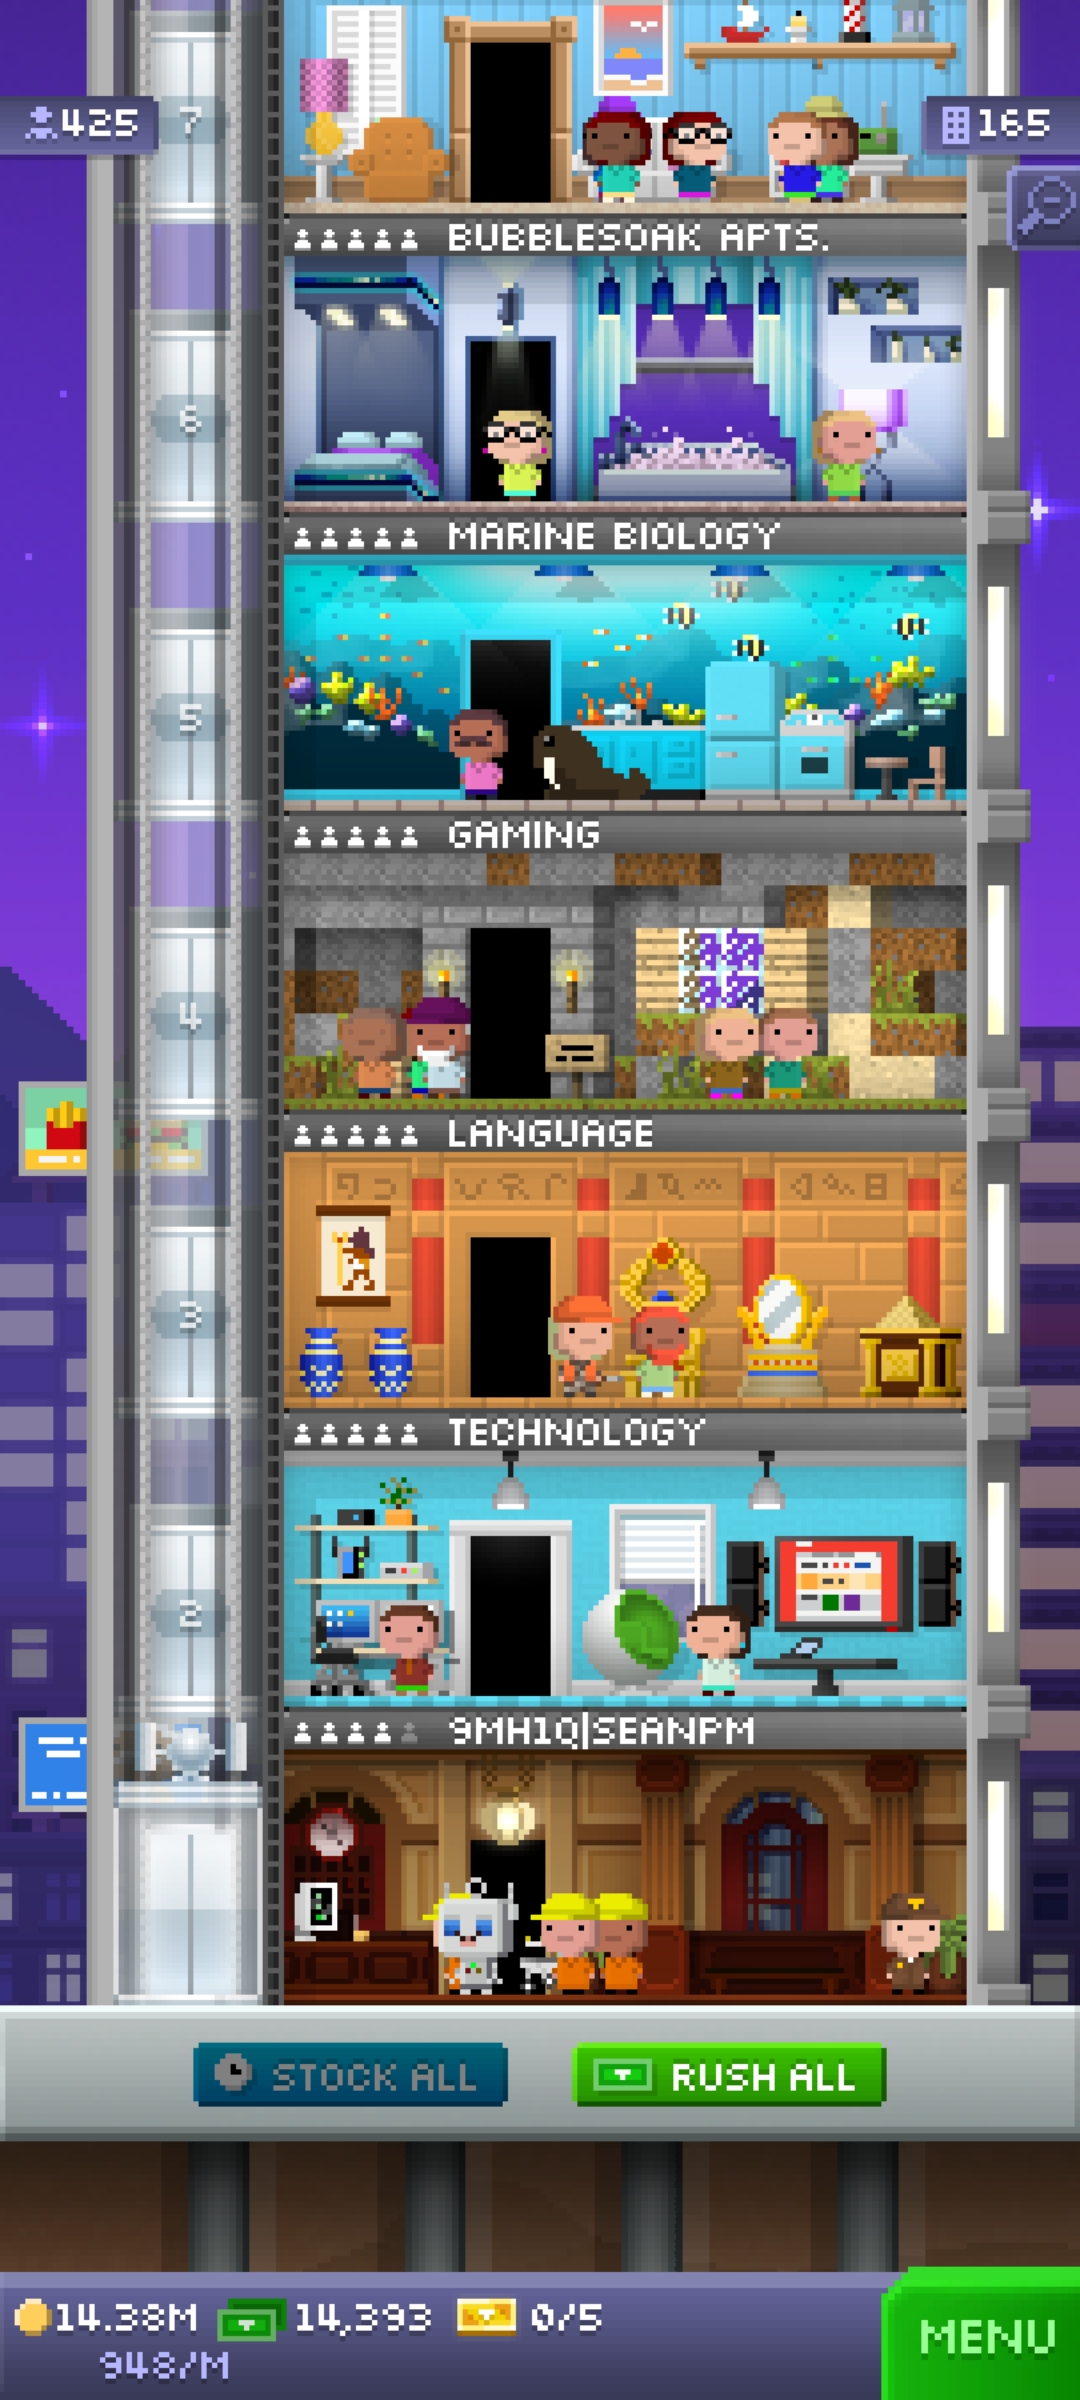 425
7
165
BUBBLESOAK APTS.
6
MARINE BIOLOGY
5
GAMING
4
LANGUAGE
3
TECHNOLOGY
2
9MH1Q|SEANPM
STOCK ALL
RUSH ALL
14.38M
14,393
0/5
948/M
MENU